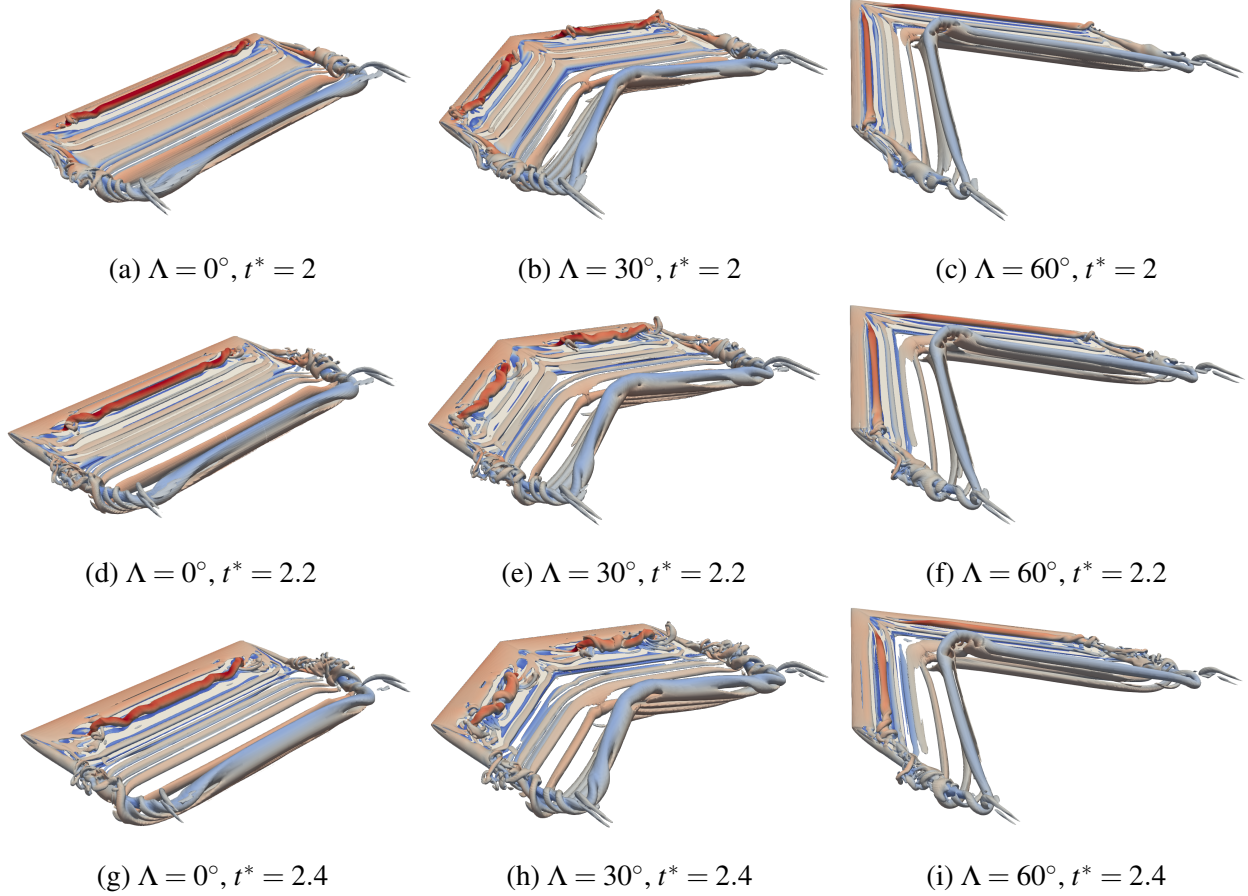 (a) Λ = 0°, t* = 2
(b) Λ = 30°, t* = 2
(c) Λ = 60°, t* = 2
(d) Λ = 0°, t* = 2.2
(e) Λ = 30°, t* = 2.2
(f) Λ = 60°, t* = 2.2
(g) Λ = 0°, t* = 2.4
(h) Λ = 30°, t* = 2.4
(i) Λ = 60°, t* = 2.4